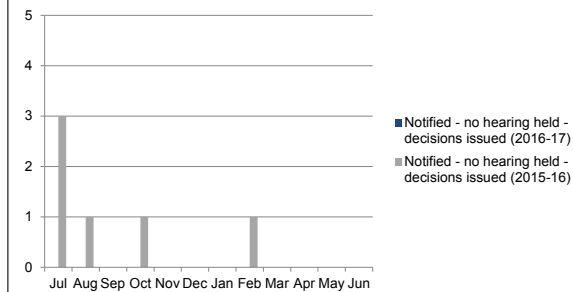 5
4
3
2
1
0
Jul Aug Sep Oct Nov Dec Jan Feb Mar Apr May Jun
Notified - no hearing held -
decisions issued (2016-17)
Notified - no hearing held -
decisions issued (2015-16)